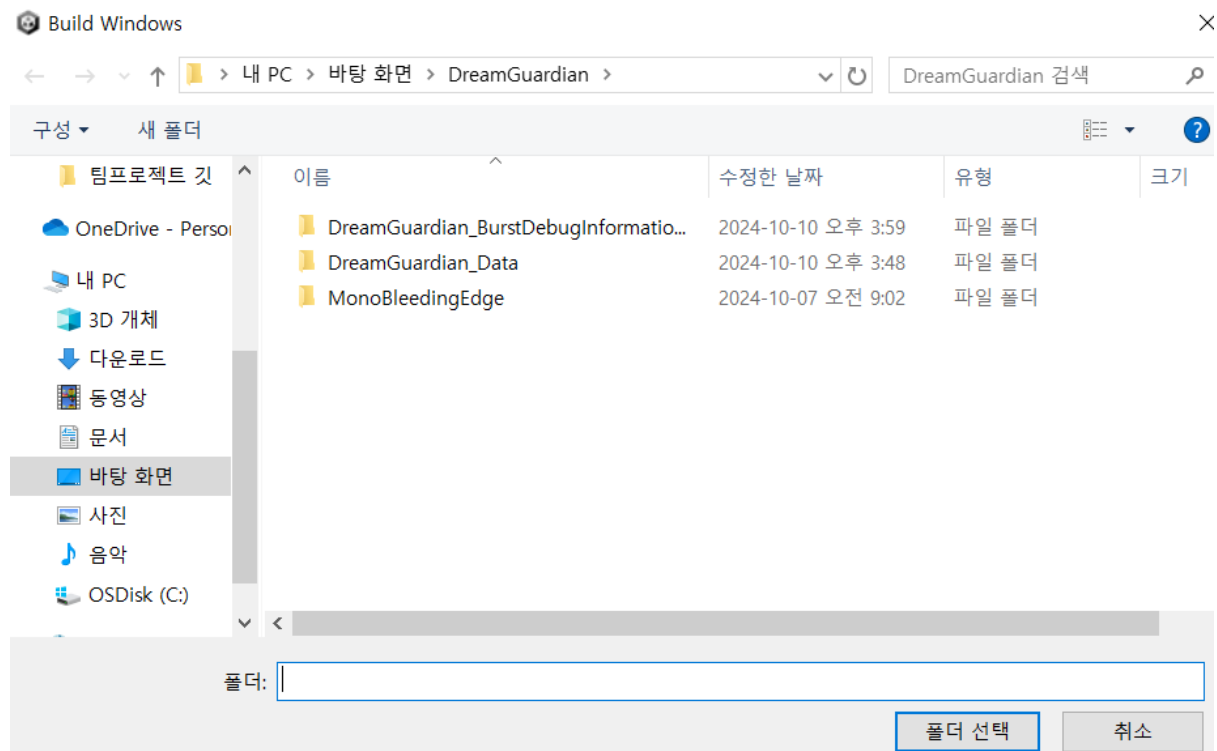 Build Windows
내 PC > 바탕 화면 > DreamGuardian >
DreamGuardian 검색
구성
새 폴더
팀프로젝트 깃
OneDrive - Person
내 PC
3D 개체
다운로드
동영상
문서
바탕 화면
사진
음악
OSDisk (C:)
이름 수정한 날짜 유형 크기
DreamGuardian_BurstDebugInformatio... 2024-10-10 오후 3:59 파일 폴더
DreamGuardian_Data 2024-10-10 오후 3:48 파일 폴더
MonoBleedingEdge 2024-10-07 오전 9:02 파일 폴더
폴더:
폴더 선택
취소